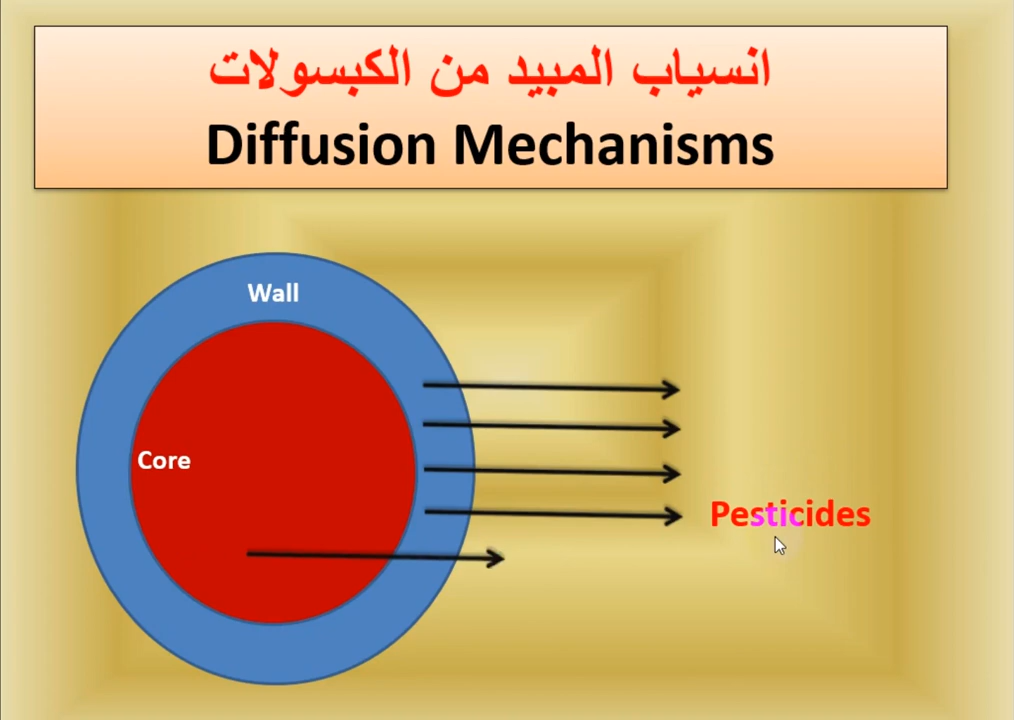 انسياب المبيد من الكبسولات
Diffusion Mechanisms
Wall
Core
Pesticides